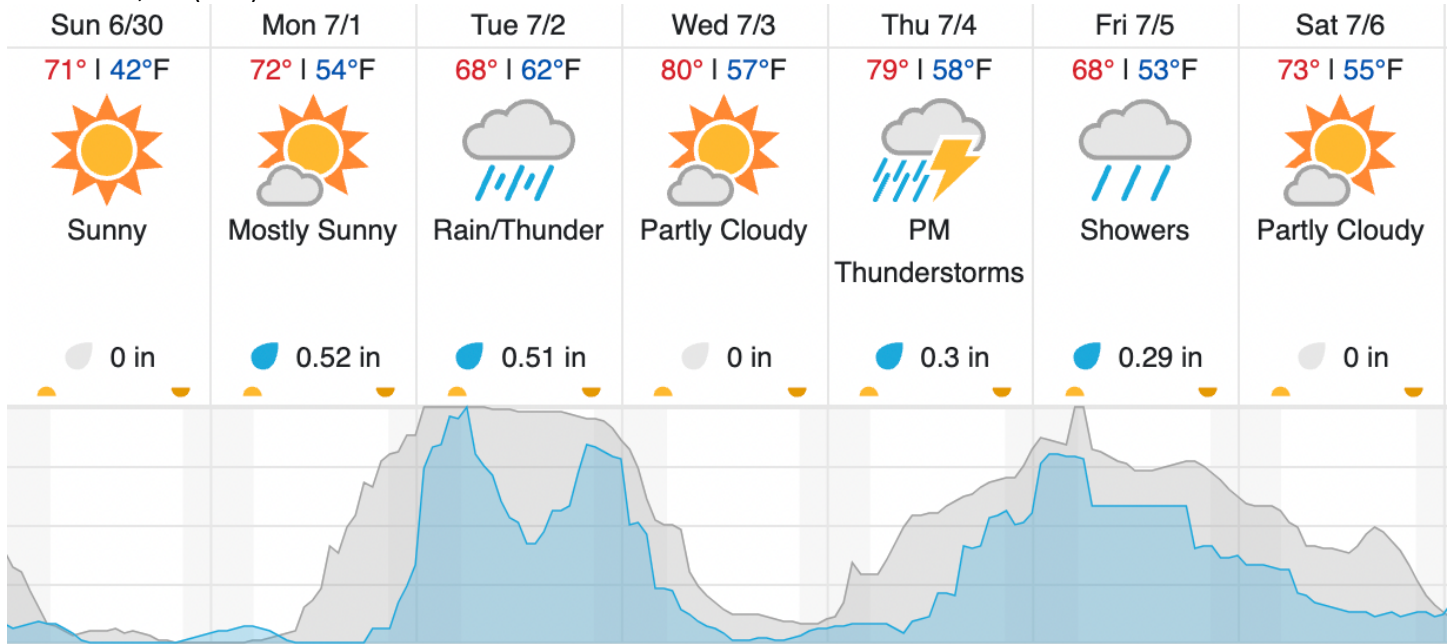 Sun 6/30 Mon 7/1 Tue 7/2 Wed 7/3 Thu 7/4 Fri 7/5 Sat 7/6
71° | 42°F 72° | 54°F 68° | 62°F 80° | 57°F 79° | 58°F 68° | 53°F 73° | 55°F
Sunny Mostly Sunny Rain/Thunder Partly Cloudy PM Showers Partly Cloudy
Thunderstorms
0 in 0.52 in 0.51 in 0 in 0.3 in 0.29 in 0 in